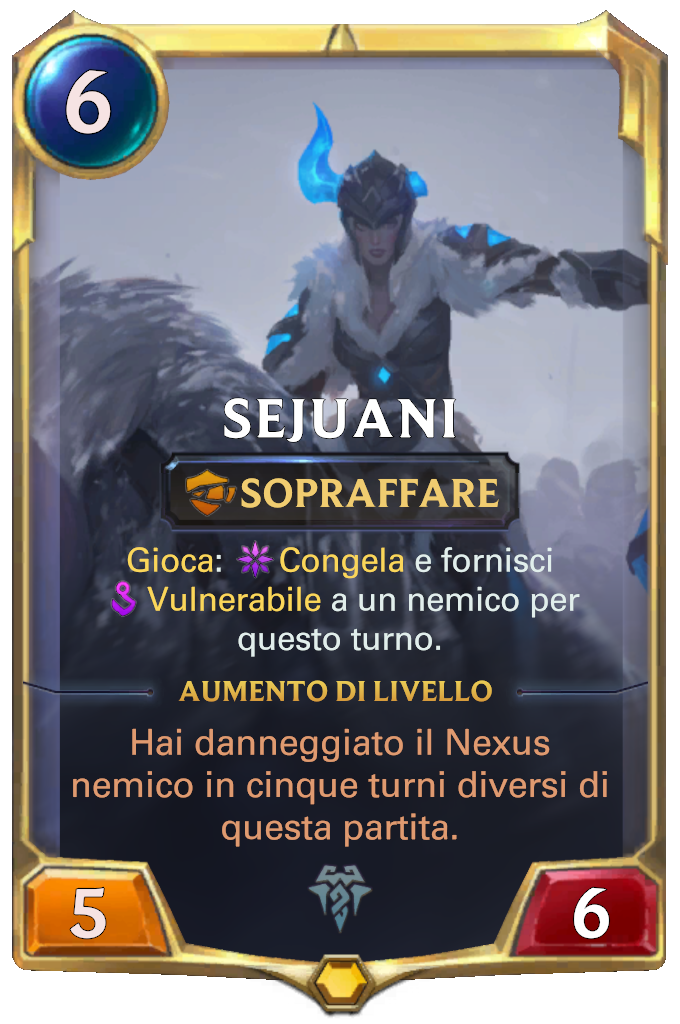 6
SEJUANI
SOPRAFFARE
Gioca: Congela e fornisci
Vulnerabile a un nemico per
questo turno.
AUMENTO DI LIVELLO
Hai danneggiato il Nexus
nemico in cinque turni diversi di
questa partita.
5 6